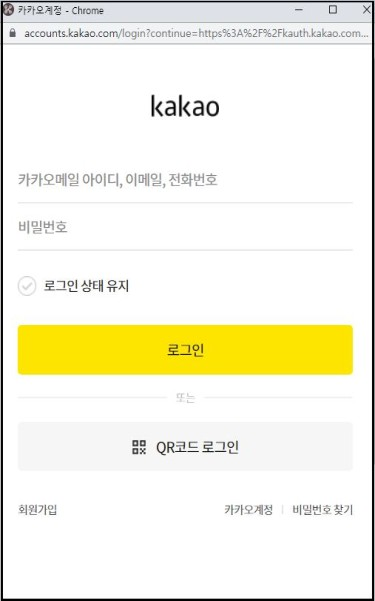 카카오계정 - Chrome
accounts.kakao.com/login?continue=https%3A%2F%2Fkauth.kakao.com...
kakao
카카오메일 아이디, 이메일, 전화번호
비밀번호
로그인 상태 유지
로그인
또는
QR코드 로그인
회원가입 카카오계정 | 비밀번호 찾기